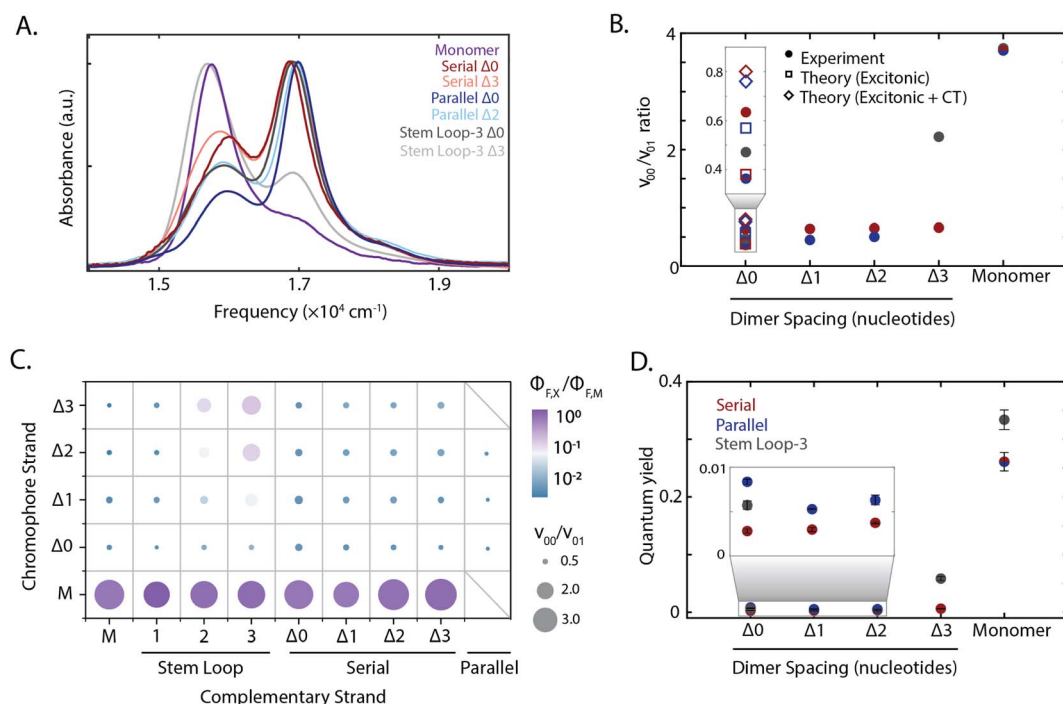 A.
Absorbance (a.u.)
Monomer
Serial Δ0
Serial Δ3
Parallel Δ0
Parallel Δ2
Stem Loop-3 Δ0
Stem Loop-3 Δ3
1.5
1.7
1.9
Frequency (×10⁴ cm⁻¹)
B.
ν₀₀/ν₀₁ ratio
4
2
0
0.8
0.6
0.4
Experiment
Theory (Excitonic)
Theory (Excitonic + CT)
Δ0 Δ1 Δ2 Δ3 Monomer
Dimer Spacing (nucleotides)
C.
Chromophore Strand
Δ3
Δ2
Δ1
Δ0
M
M 1 2 3 Δ0 Δ1 Δ2 Δ3
Stem Loop Serial Parallel
Complementary Strand
Φ_F,X/Φ_F,M
10⁰
10⁻¹
10⁻²
ν₀₀/ν₀₁
0.5
2.0
3.0
D.
Quantum yield
0.4
0.2
0
Serial
Parallel
Stem Loop-3
0.01
0
Δ0 Δ1 Δ2 Δ3 Monomer
Dimer Spacing (nucleotides)